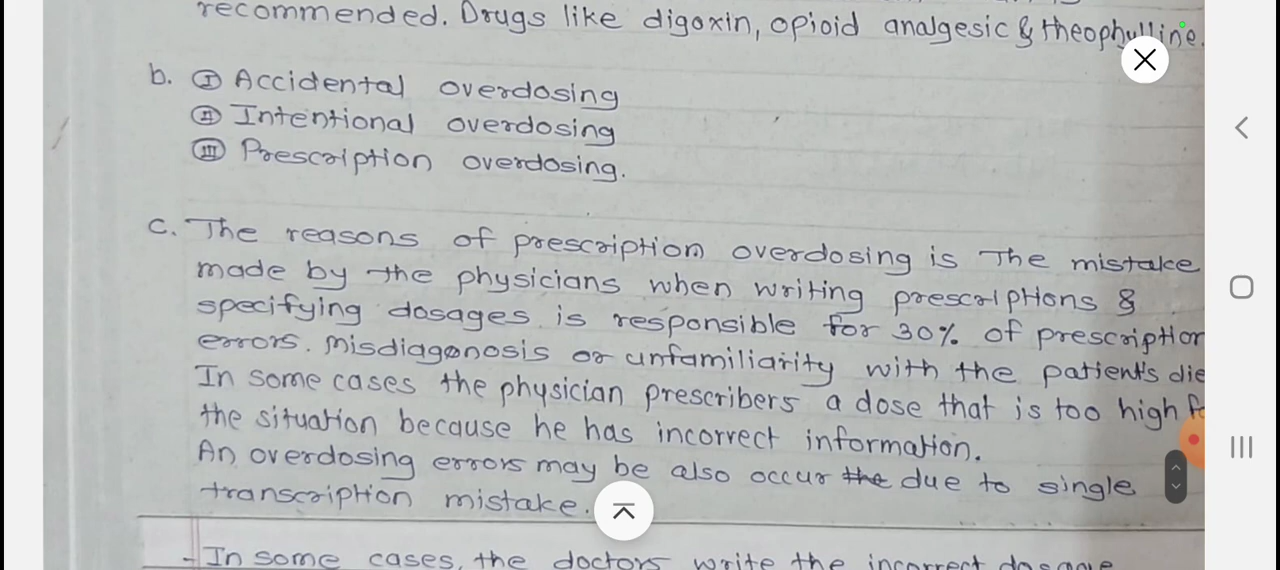 recommended. Drugs like digoxin, opioid analgesic & theophylline.
b. Ⓘ Accidental overdosing
Ⓘ Intentional overdosing
Ⓘ Prescription overdosing.
c. The reasons of prescription overdosing is The mistake
made by the physicians when writing prescriptions &
specifying dosages is responsible for 30% of prescription
errors. Misdiagonosis or unfamiliarity with the patient's die
In some cases the physician prescribers a dose that is too high f
the situation because he has incorrect information.
An overdosing errors may be also occur the due to single
transcription mistake.
- In some cases, the doctors write the incorrect dosage